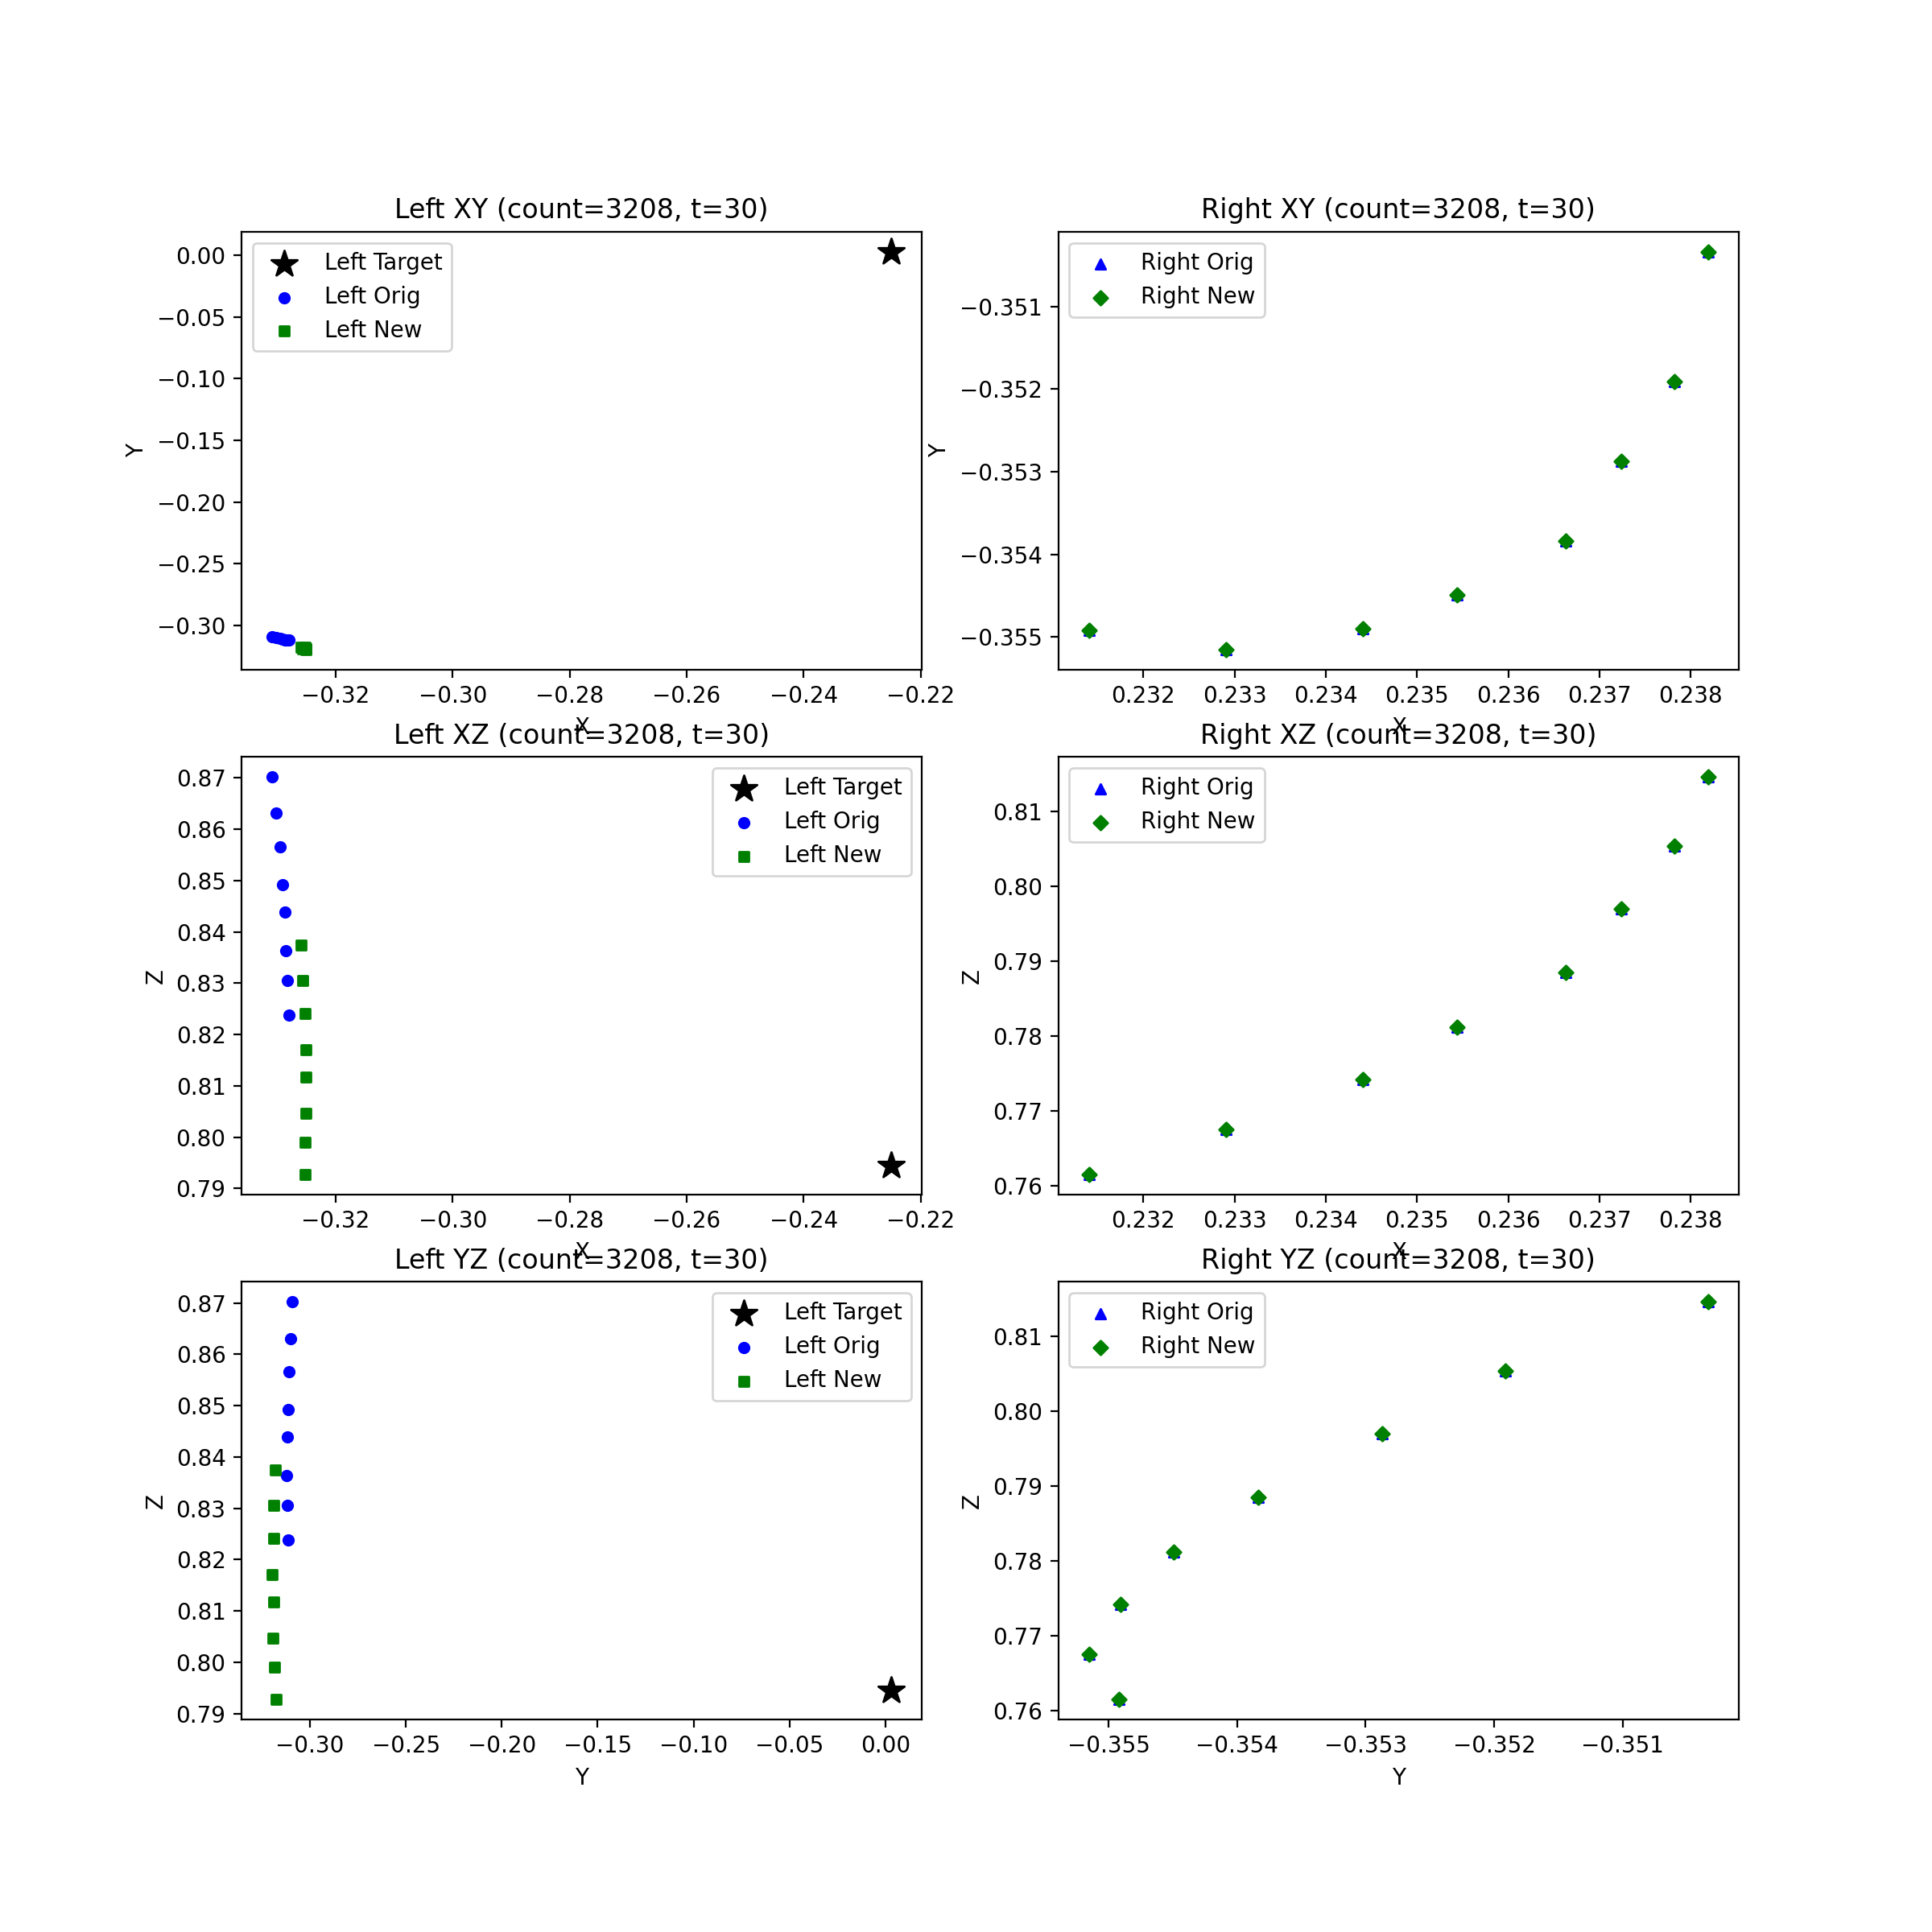 Left XY (count=3208, t=30)
Left Target
Left Orig
Left New
0.00
−0.05
−0.10
−0.15
−0.20
−0.25
−0.30
Y
−0.32
−0.30
−0.28
−0.26
−0.24
−0.22
X
Right XY (count=3208, t=30)
Right Orig
Right New
−0.351
−0.352
−0.353
−0.354
−0.355
Y
0.232
0.233
0.234
0.235
0.236
0.237
0.238
X
Left XZ (count=3208, t=30)
Left Target
Left Orig
Left New
0.87
0.86
0.85
0.84
0.83
0.82
0.81
0.80
0.79
Z
−0.32
−0.30
−0.28
−0.26
−0.24
−0.22
X
Right XZ (count=3208, t=30)
Right Orig
Right New
0.81
0.80
0.79
0.78
0.77
0.76
Z
0.232
0.233
0.234
0.235
0.236
0.237
0.238
X
Left YZ (count=3208, t=30)
Left Target
Left Orig
Left New
0.87
0.86
0.85
0.84
0.83
0.82
0.81
0.80
0.79
Z
−0.30
−0.25
−0.20
−0.15
−0.10
−0.05
0.00
Y
Right YZ (count=3208, t=30)
Right Orig
Right New
0.81
0.80
0.79
0.78
0.77
0.76
Z
−0.355
−0.354
−0.353
−0.352
−0.351
Y